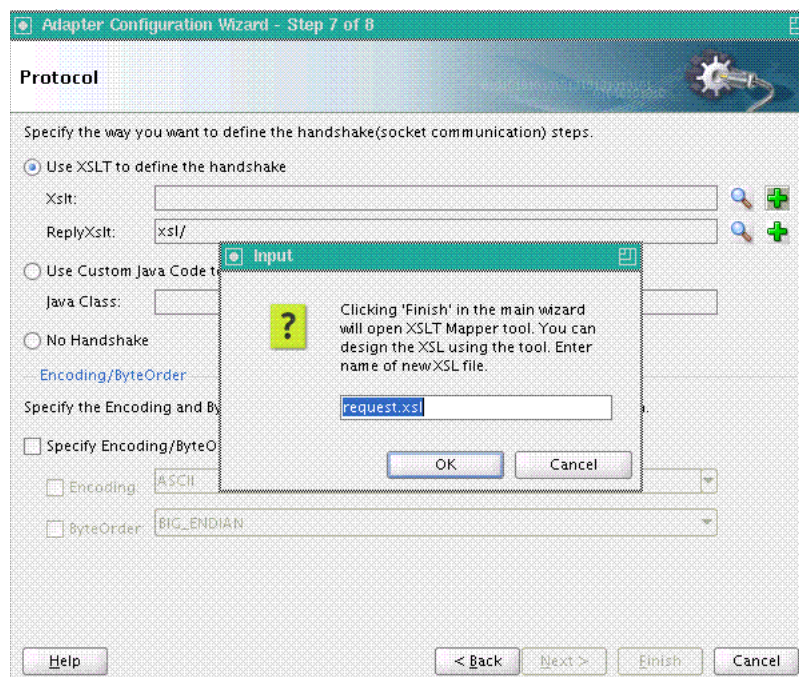 Adapter Configuration Wizard - Step 7 of 8
Protocol
Specify the way you want to define the handshake(socket communication) steps.
Use XSLT to define the handshake
Xslt:
ReplyXslt: xsl/
Input
Use Custom Java Code t
Java Class:
Clicking 'Finish' in the main wizard
will open XSLT Mapper tool. You can
design the XSL using the tool. Enter
name of new XSL file.
?
No Handshake
Encoding/ByteOrder
request.xsl
Specify the Encoding and By
Specify Encoding/ByteO
OK Cancel
Encoding: ASCII
ByteOrder: BIG_ENDIAN
Help < Back Next > Finish Cancel